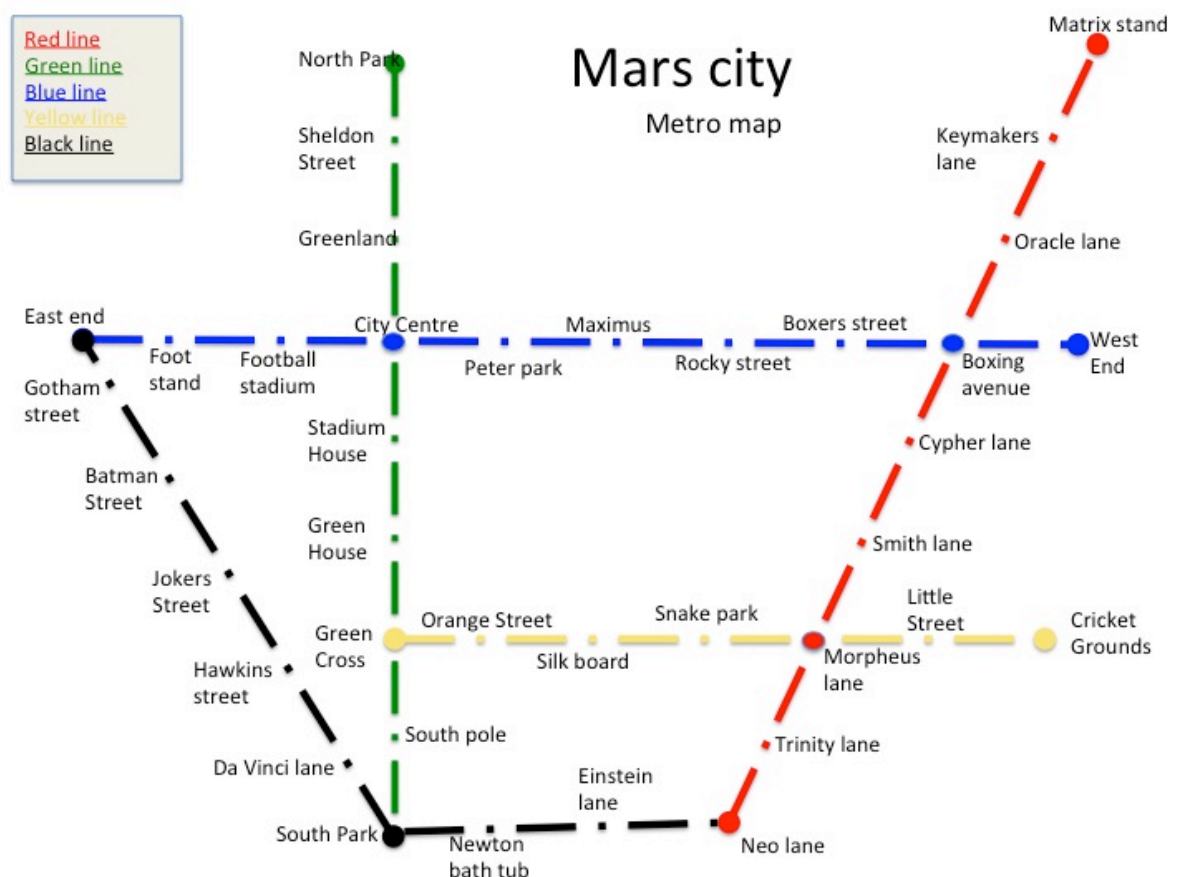 Red line
Green line
Blue line
Yellow line
Black line
Mars city
Metro map
North Park
Matrix stand
Sheldon
Street
Keymakers
lane
Greenland
Oracle lane
East end
City Centre
Maximus
Boxers street
Foot
stand
Football
stadium
Peter park
Rocky street
Boxing
avenue
West
End
Gotham
street
Stadium
House
Cypher lane
Batman
Street
Green
House
Smith lane
Jokers
Street
Orange Street
Snake park
Little
Street
Green
Cross
Silk board
Morpheus
lane
Cricket
Grounds
Hawkins
street
South pole
Trinity lane
Da Vinci lane
Einstein
lane
South Park
Newton
bath tub
Neo lane